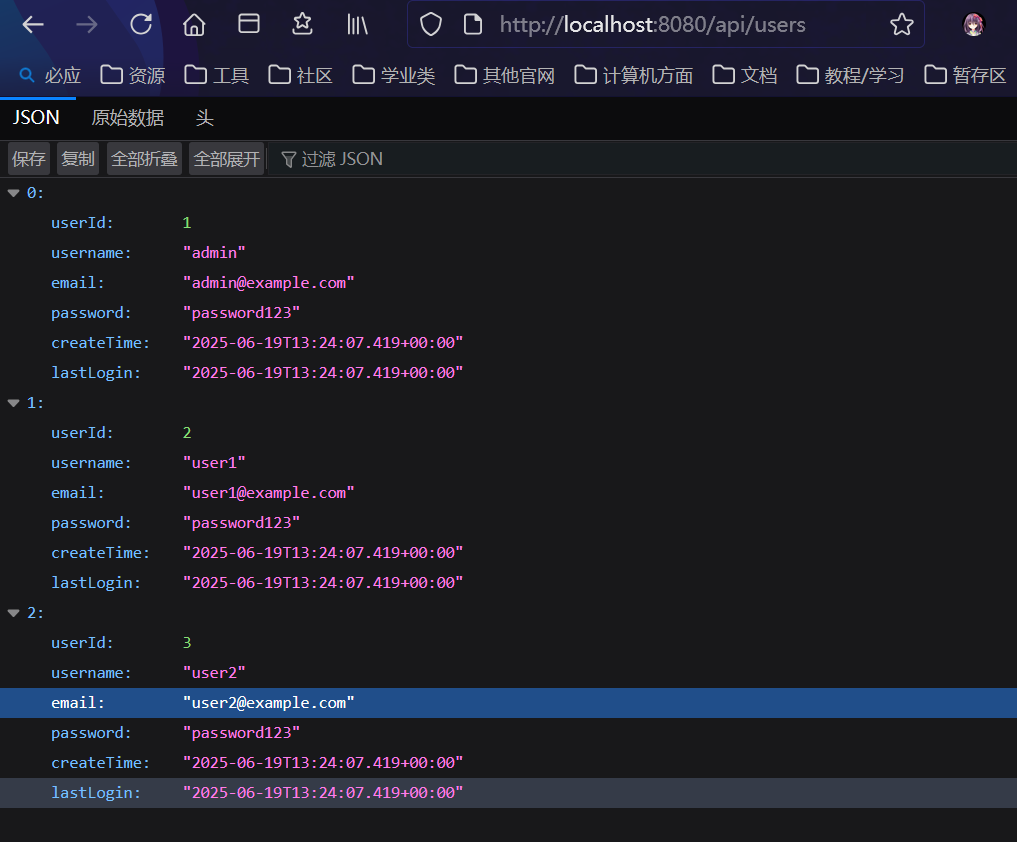 http://localhost:8080/api/users
必应 资源 工具 社区 学业类 其他官网 计算机方面 文档 教程/学习 暂存区
JSON 原始数据 头
保存 复制 全部折叠 全部展开 过滤 JSON
0:
userId: 1
username: "admin"
email: "admin@example.com"
password: "password123"
createTime: "2025-06-19T13:24:07.419+00:00"
lastLogin: "2025-06-19T13:24:07.419+00:00"
1:
userId: 2
username: "user1"
email: "user1@example.com"
password: "password123"
createTime: "2025-06-19T13:24:07.419+00:00"
lastLogin: "2025-06-19T13:24:07.419+00:00"
2:
userId: 3
username: "user2"
email: "user2@example.com"
password: "password123"
createTime: "2025-06-19T13:24:07.419+00:00"
lastLogin: "2025-06-19T13:24:07.419+00:00"